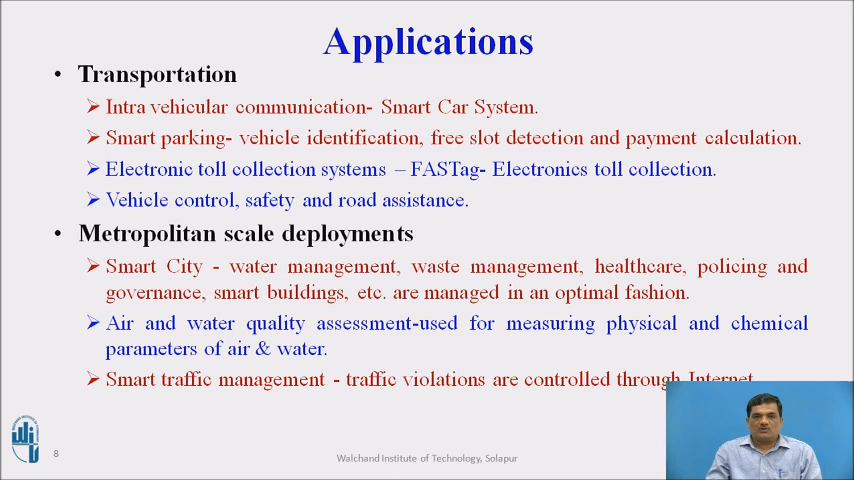 Applications
• Transportation
➢ Intra vehicular communication- Smart Car System.
➢ Smart parking- vehicle identification, free slot detection and payment calculation.
➢ Electronic toll collection systems – FASTag- Electronics toll collection.
➢ Vehicle control, safety and road assistance.
• Metropolitan scale deployments
➢ Smart City - water management, waste management, healthcare, policing and
governance, smart buildings, etc. are managed in an optimal fashion.
➢ Air and water quality assessment-used for measuring physical and chemical
parameters of air & water.
➢ Smart traffic management - traffic violations are controlled through Internet
8
Walchand Institute of Technology, Solapur